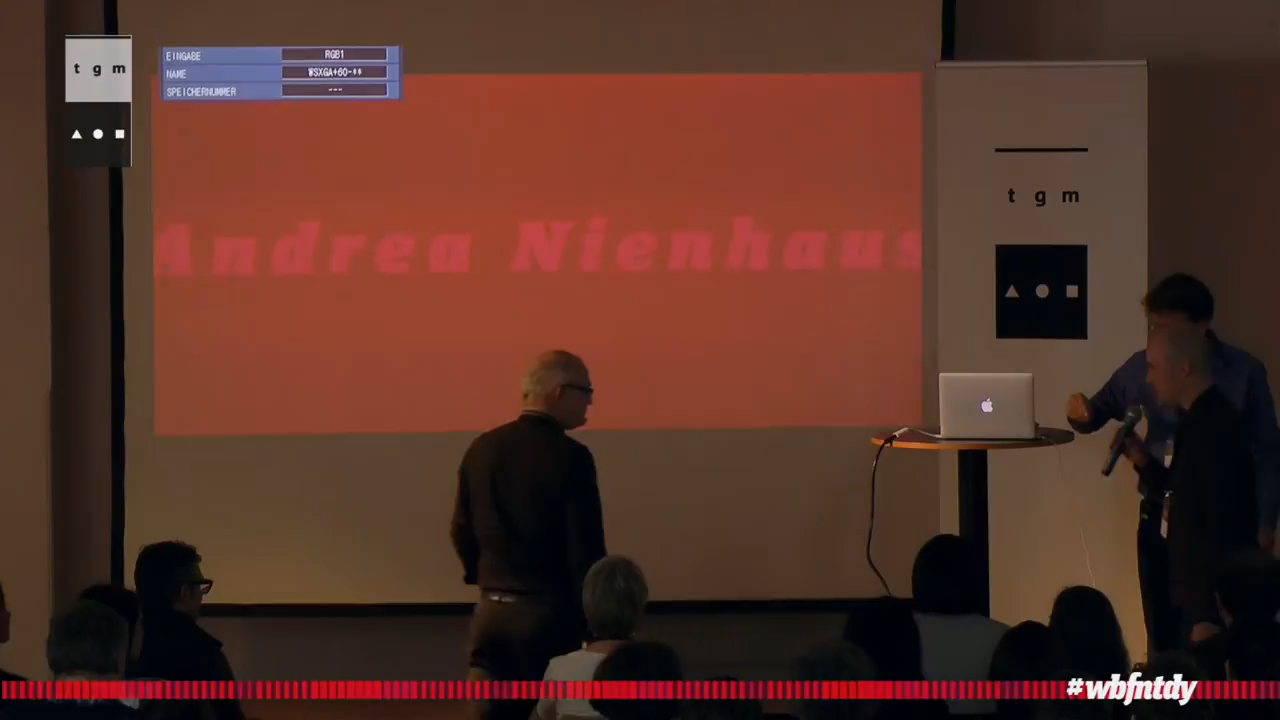 t g m
EINGABE RGB1
NAME WSXGA+60-**
SPEICHERNUMMER ---
Andrea Nienhaus
t g m
#wbfntdy